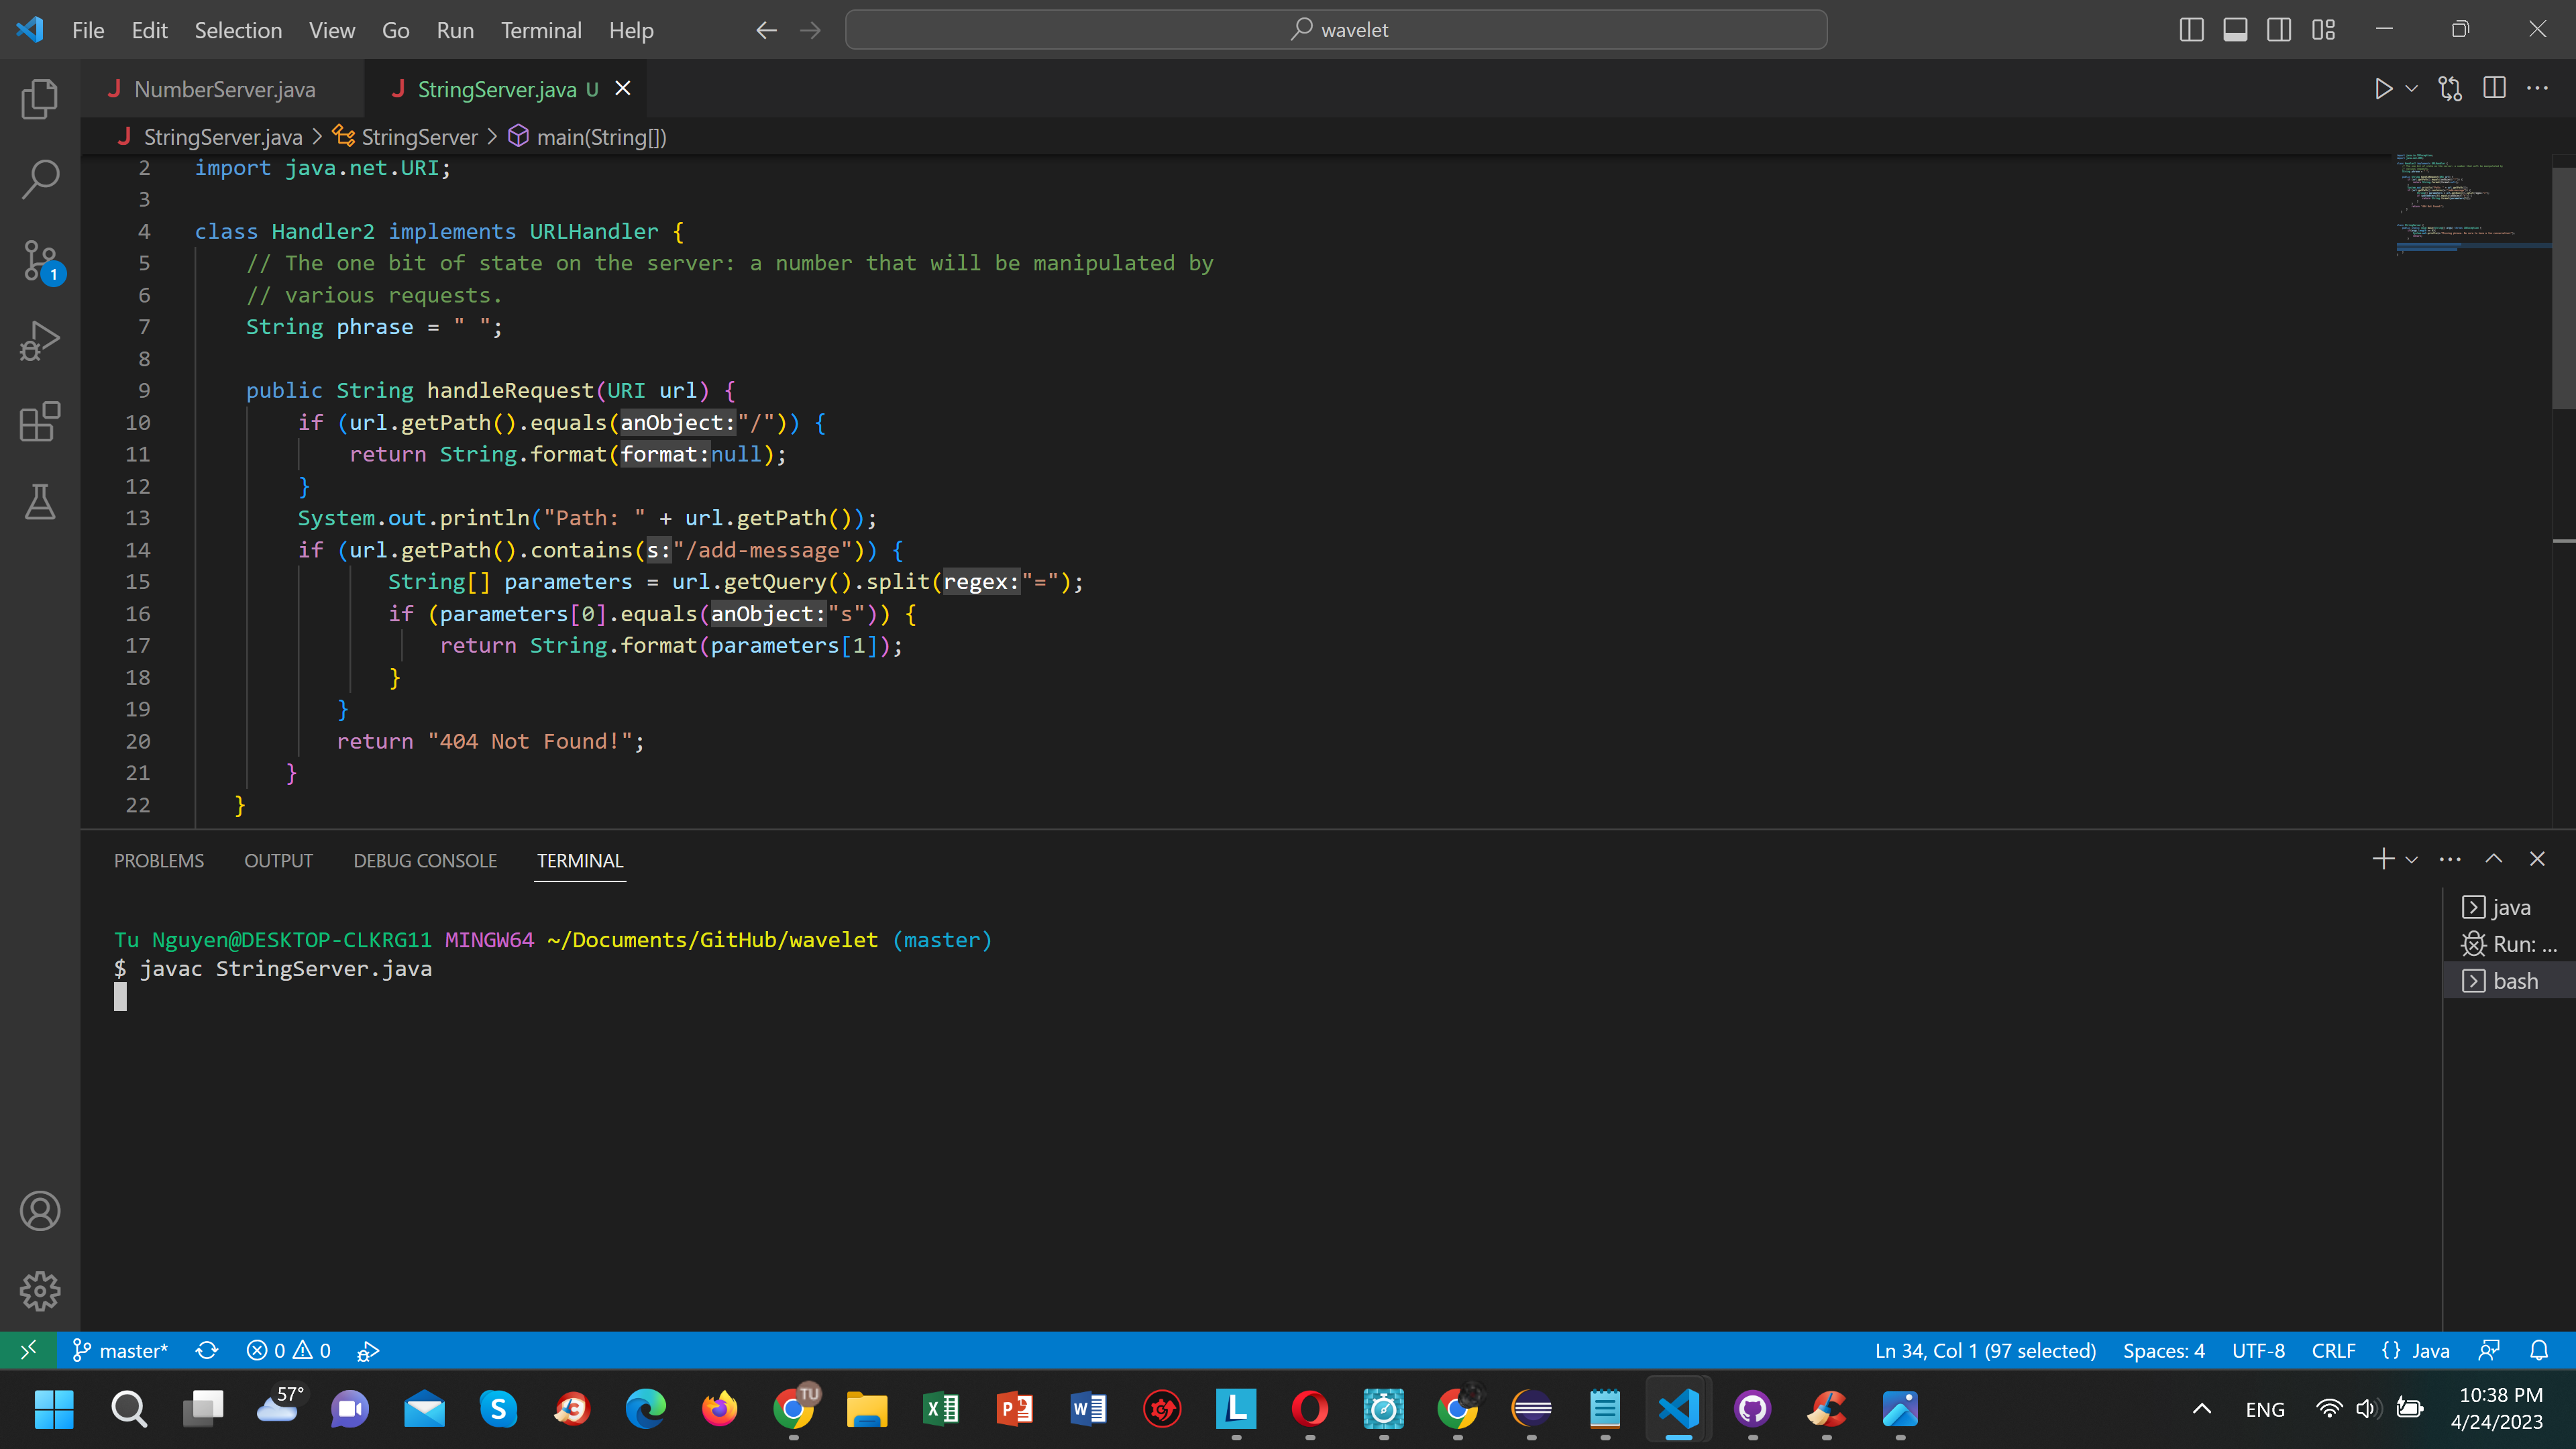 File Edit Selection View Go Run Terminal Help wavelet
NumberServer.java StringServer.java U
StringServer.java > StringServer > main(String[])
2 import java.net.URI;
3
4 class Handler2 implements URLHandler {
5 // The one bit of state on the server: a number that will be manipulated by
6 // various requests.
7 String phrase = " ";
8
9 public String handleRequest(URI url) {
10 if (url.getPath().equals(anObject:"/")) {
11 return String.format(format:null);
12 }
13 System.out.println("Path: " + url.getPath());
14 if (url.getPath().contains(s:"/add-message")) {
15 String[] parameters = url.getQuery().split(regex:"=");
16 if (parameters[0].equals(anObject:"s")) {
17 return String.format(parameters[1]);
18 }
19 }
20 return "404 Not Found!";
21 }
22 }
PROBLEMS OUTPUT DEBUG CONSOLE TERMINAL
java
Run: ...
bash
Tu Nguyen@DESKTOP-CLKRG11 MINGW64 ~/Documents/GitHub/wavelet (master)
$ javac StringServer.java
1
master* 0 0 Ln 34, Col 1 (97 selected) Spaces: 4 UTF-8 CRLF {} Java
57° TU ENG 10:38 PM
4/24/2023